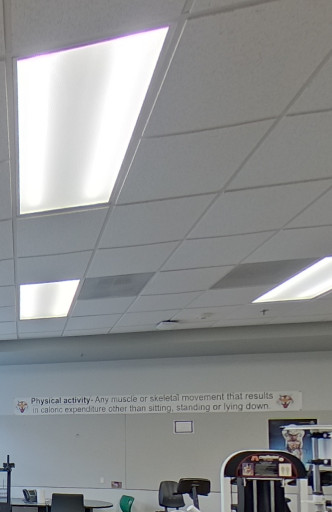 Physical activity- Any muscle or skeletal movement that results
in caloric expenditure other than sitting, standing or lying down.